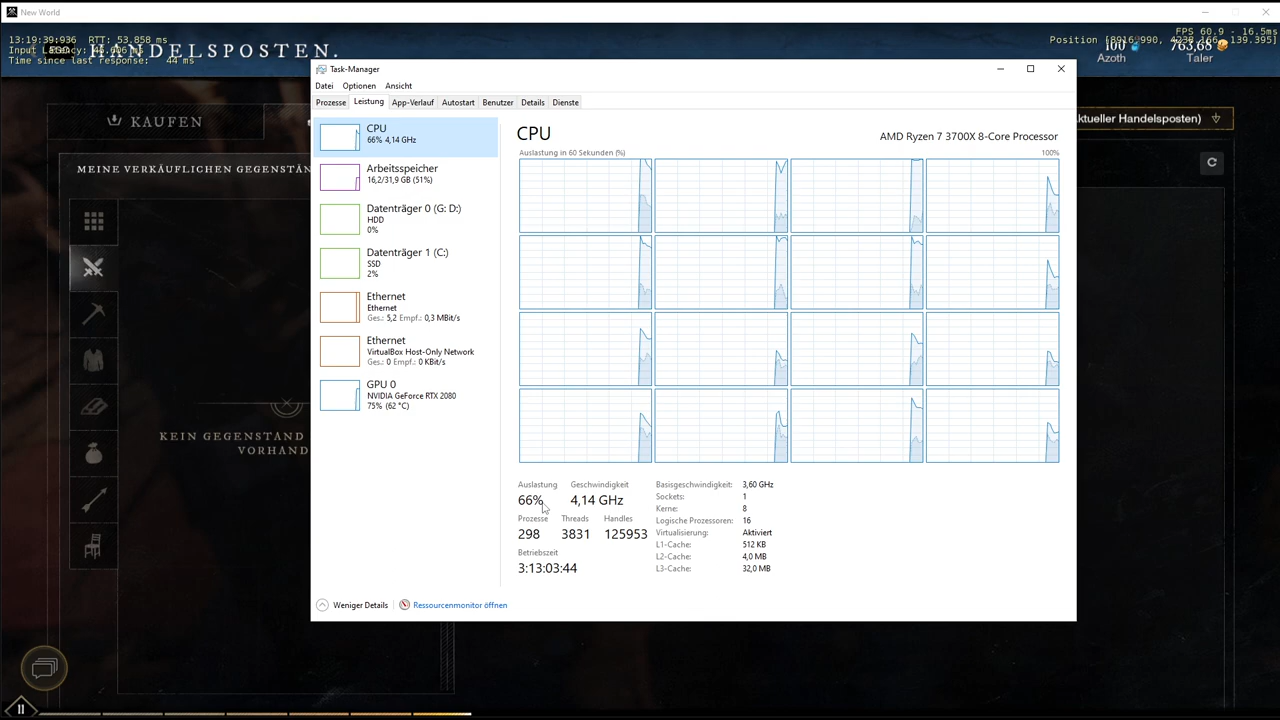 New World
13:19:39:936 RTT: 53.858 ms
FPS 60.9 - 16.5ms
HANDELSPOSTEN.
Time since last response: 44 ms
100
763,68
Azoth
Taler
KAUFEN
ktueller Handelsposten)
MEINE VERKÄUFLICHEN GEGENSTÄN
KEIN GEGENSTAND
VORHAND
Task-Manager
Datei Optionen Ansicht
Prozesse Leistung App-Verlauf Autostart Benutzer Details Dienste
CPU
66% 4,14 GHz
Arbeitsspeicher
16,2/31,9 GB (51%)
Datenträger 0 (G: D:)
HDD
0%
Datenträger 1 (C:)
SSD
2%
Ethernet
Ethernet
Ges.: 5,2 Empf.: 0,3 MBit/s
Ethernet
VirtualBox Host-Only Network
Ges.: 0 Empf.: 0 KBit/s
GPU 0
NVIDIA GeForce RTX 2080
75% (62 °C)
CPU
AMD Ryzen 7 3700X 8-Core Processor
Auslastung in 60 Sekunden (%)
100%
Auslastung Geschwindigkeit
66% 4,14 GHz
Prozesse Threads Handles
298 3831 125953
Betriebszeit
3:13:03:44
Basisgeschwindigkeit: 3,60 GHz
Sockets: 1
Kerne: 8
Logische Prozessoren: 16
Virtualisierung: Aktiviert
L1-Cache: 512 KB
L2-Cache: 4,0 MB
L3-Cache: 32,0 MB
Weniger Details
Ressourcenmonitor öffnen